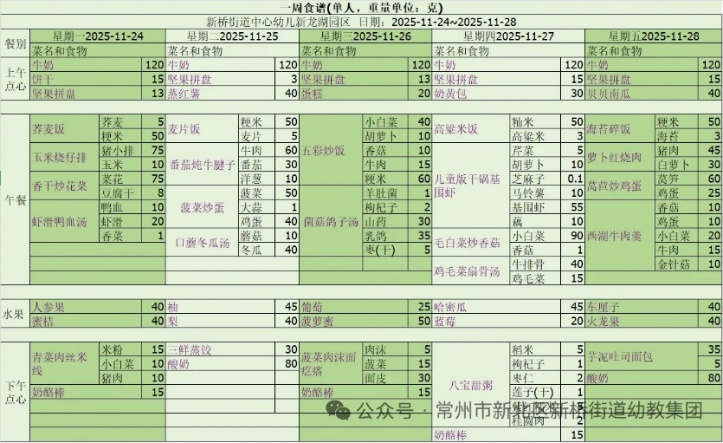 一周食谱(单人，重量单位：克)
新桥街道中心幼儿新龙湖园区 日期：2025-11-24~2025-11-28
餐别 星期一2025-11-24 星期二2025-11-25 星期三2025-11-26 星期四2025-11-27 星期五2025-11-28
菜名和食物 菜名和食物 菜名和食物 菜名和食物 菜名和食物
上午点心
牛奶 120 牛奶 120 牛奶 120 牛奶 120 牛奶 120
饼干 15 坚果拼盘 3 坚果拼盘 13 坚果拼盘 15 坚果拼盘 15
坚果拼盘 13 蒸红薯 40 蛋糕 20 奶黄包 30 贝贝南瓜 40
午餐
荞麦饭 荞麦 5 麦片饭 粳米 50 五彩炒饭 小白菜 40 高粱米饭 籼米 50 海苔碎饭 粳米 50
粳米 50 麦片 5 胡萝卜 10 高粱米 3 海苔 3
玉米烧仔排 猪小排 75 番茄炖牛腱子 牛肉 60 香菇 10 儿童版干锅基围虾 芹菜 5 萝卜红烧肉 猪肉 45
玉米 10 番茄 30 牛肉 15 胡萝卜 10 白萝卜 30
香干炒花菜 花菜 75 洋葱 10 粳米 60 芝麻子 0.1 莴苣炒鸡蛋 莴笋 60
豆腐干 8 菠菜炒蛋 菠菜 50 菌菇鸽子汤 羊肚菌 1 马铃薯 10 鸡蛋 25
虾滑鸭血汤 鸭血 10 大蒜 1 枸杞子 2 基围虾 55 西湖牛肉羹 香菇 10
虾滑 20 鸡蛋 40 山药 30 藕 10 鸡蛋 10
香菜 1 口蘑冬瓜汤 蘑菇 10 乳鸽 35 毛白菜炒香菇 小白菜 90 小白菜 20
冬瓜 40 枣(干) 5 香菇 1 牛肉 15
鸡毛菜扇骨汤 牛排骨 40 金针菇 10
鸡毛菜 15
水果
人参果 40 柚 45 葡萄 25 哈密瓜 45 车厘子 40
蜜桔 40 梨 40 菠萝蜜 50 蓝莓 20 火龙果 40
下午点心
青菜肉丝米线 米粉 15 三鲜蒸饺 30 菠菜肉沫面疙瘩 肉沫 5 八宝甜粥 稻米 5 芋泥吐司面包 35
小白菜 10 酸奶 80 菠菜 15 枸杞子 1 5
猪肉 10 面皮 30 枣仁 2 酸奶 80
奶酪棒 15 奶酪棒 15 莲子(干) 1
桂圆肉 2
奶酪棒 15
公众号 · 常州市新北区新桥街道幼教集团